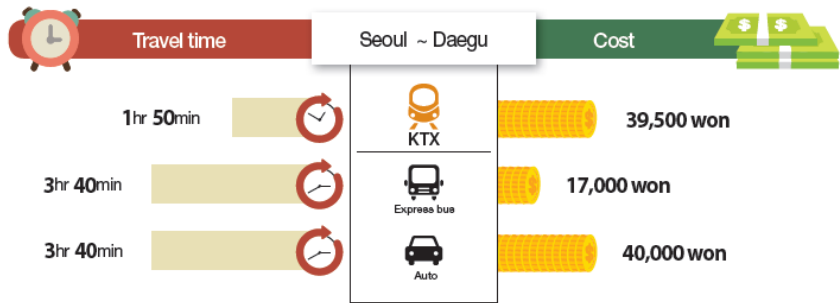 Travel time
Seoul ~ Daegu
Cost
1hr 50min
KTX
39,500 won
3hr 40min
Express bus
17,000 won
3hr 40min
Auto
40,000 won